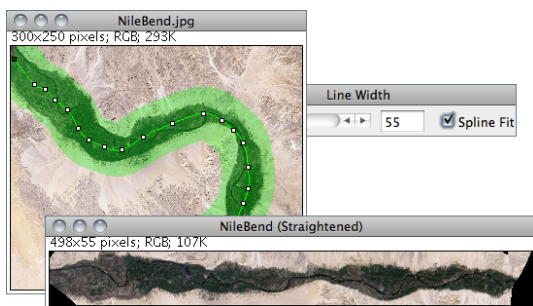 NileBend.jpg
300x250 pixels; RGB; 293K
Line Width
55
Spline Fit
NileBend (Straightened)
498x55 pixels; RGB; 107K